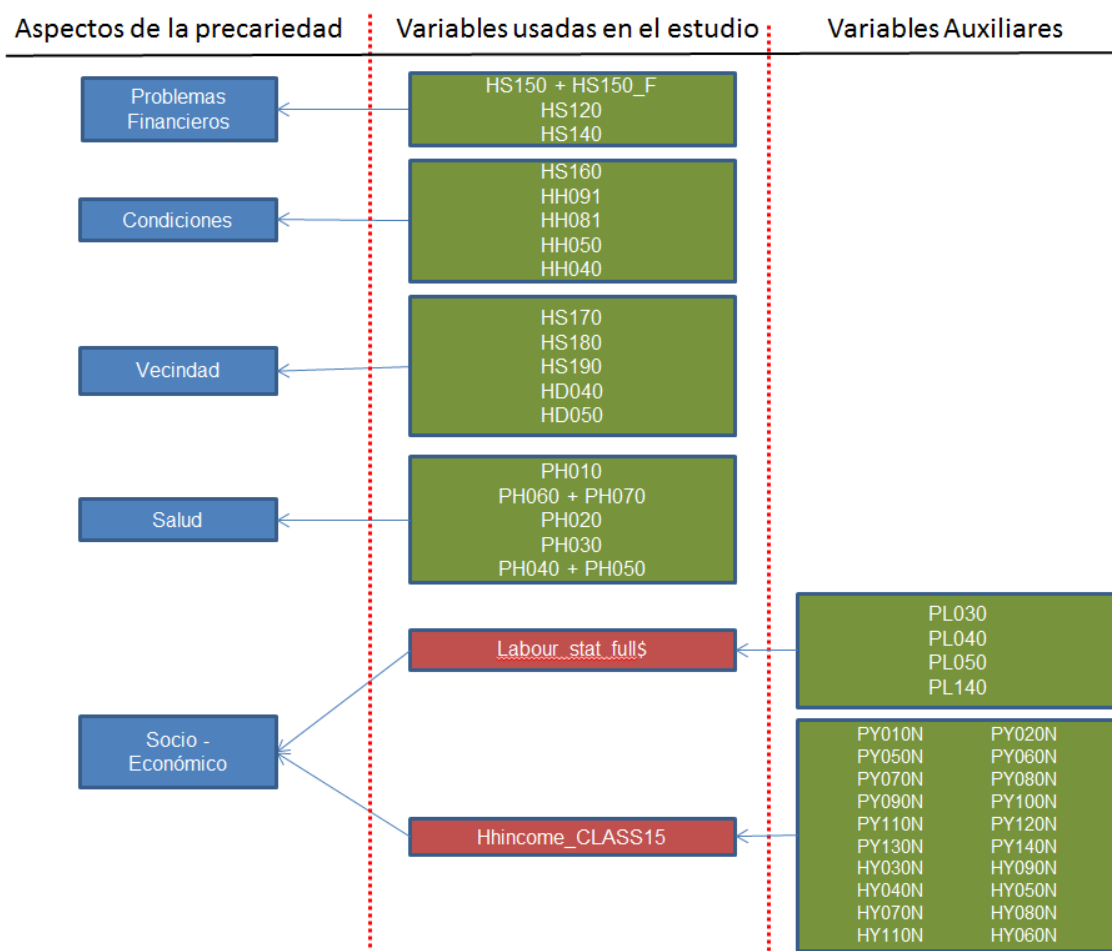 Aspectos de la precariedad
Variables usadas en el estudio
Variables Auxiliares
Problemas
Financieros
HS150 + HS150_F
HS120
HS140
Condiciones
HS160
HH091
HH081
HH050
HH040
Vecindad
HS170
HS180
HS190
HD040
HD050
Salud
PH010
PH060 + PH070
PH020
PH030
PH040 + PH050
Socio -
Económico
Labour_stat_full$
PL030
PL040
PL050
PL140
Hhincome_CLASS15
PY010N PY020N
PY050N PY060N
PY070N PY080N
PY090N PY100N
PY110N PY120N
PY130N PY140N
HY030N HY090N
HY040N HY050N
HY070N HY080N
HY110N HY060N